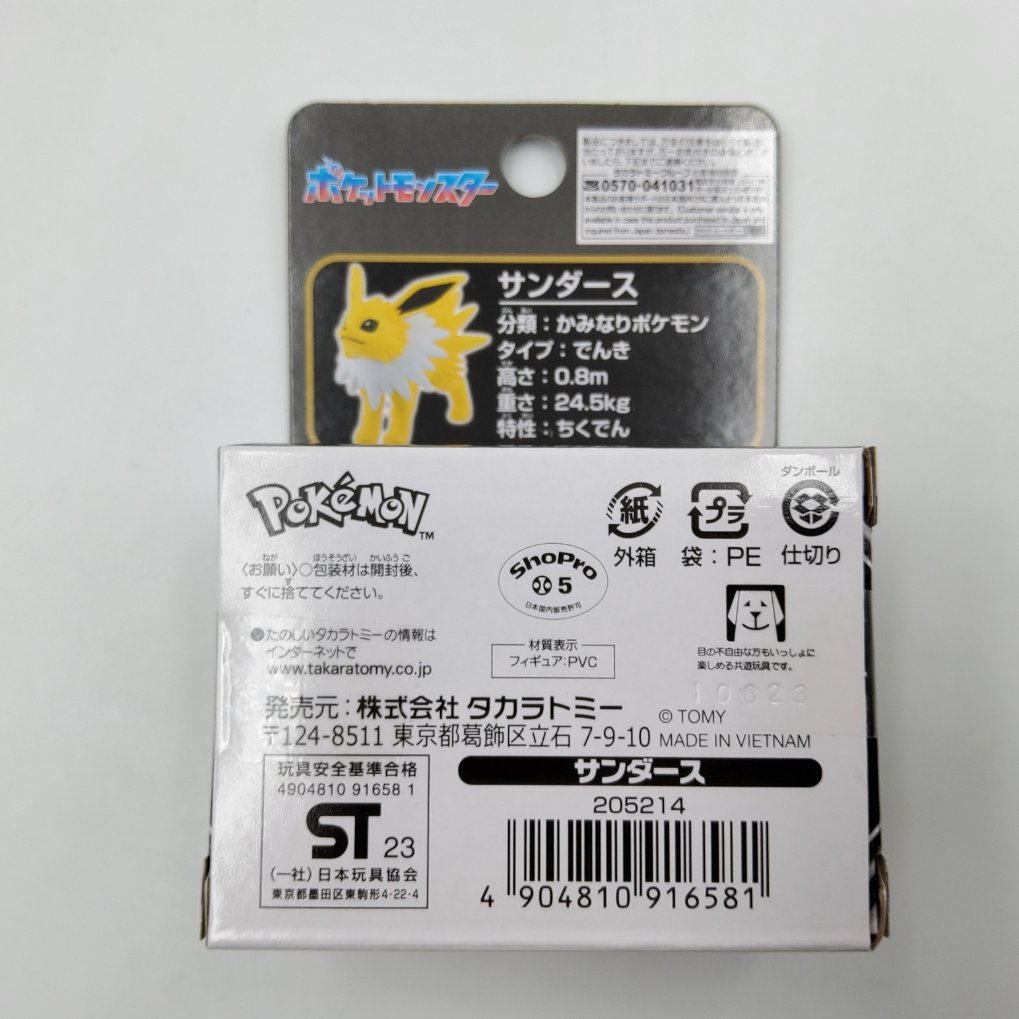 ポケットモンスター
0570-041031
サンダース
分類：かみなりポケモン
タイプ：でんき
高さ：0.8m
重さ：24.5kg
特性：ちくでん
POKéMON TM
紙
外箱
プラ
袋：PE
ダンボール
仕切り
〈お願い〉○包装材は開封後、
すぐに捨ててください。
ShoPro
5
日本国内販売許可
●たのしいタカラトミーの情報は
インターネットで
www.takaratomy.co.jp
材質表示
フィギュア：PVC
目の不自由な方もいっしょに
楽しめる共遊玩具です。
10823
発売元：株式会社 タカラトミー
〒124-8511 東京都葛飾区立石 7-9-10
© TOMY
MADE IN VIETNAM
玩具安全基準合格
4904810 91658 1
ST 23
（一社）日本玩具協会
東京都墨田区東駒形4-22-4
サンダース
205214
4 904810 916581